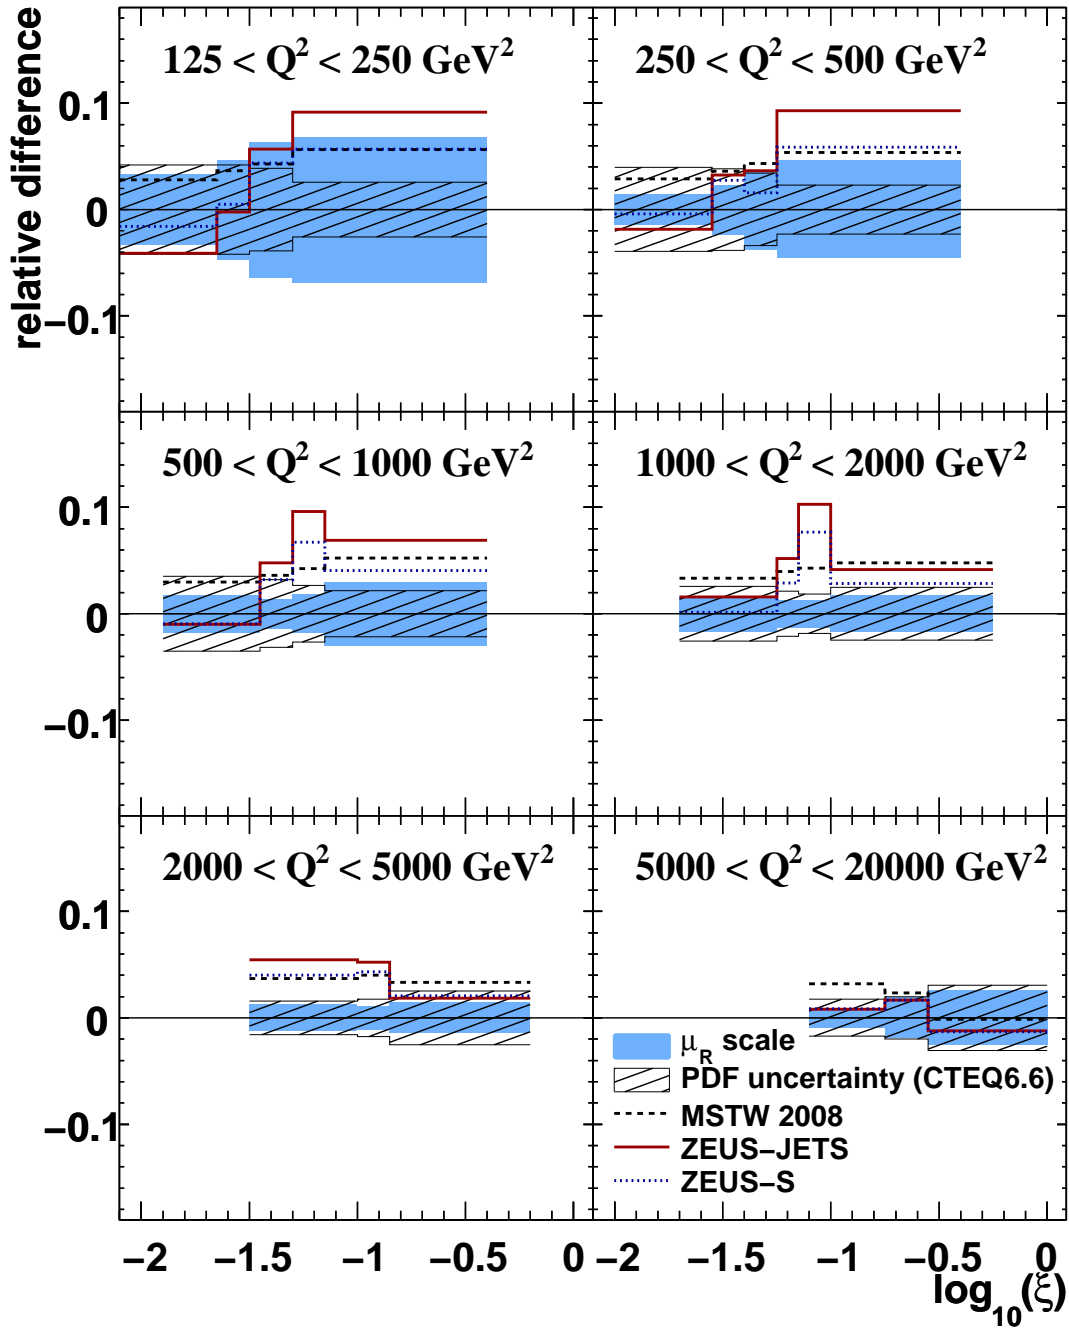 relative difference
125 < Q² < 250 GeV²
250 < Q² < 500 GeV²
0.1
0
−0.1
500 < Q² < 1000 GeV²
1000 < Q² < 2000 GeV²
0.1
0
−0.1
2000 < Q² < 5000 GeV²
5000 < Q² < 20000 GeV²
0.1
0
−0.1
μ_R scale
PDF uncertainty (CTEQ6.6)
MSTW 2008
ZEUS−JETS
ZEUS−S
−2 −1.5 −1 −0.5 0
−2 −1.5 −1 −0.5 0
log₁₀(ξ)